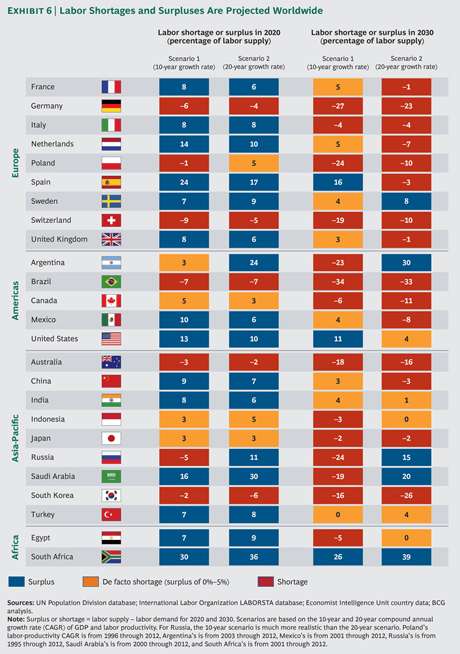 EXHIBIT 6 | Labor Shortages and Surpluses Are Projected Worldwide
Labor shortage or surplus in 2020 Labor shortage or surplus in 2030
(percentage of labor supply) (percentage of labor supply)
Scenario 1 Scenario 2 Scenario 1 Scenario 2
(10-year growth rate) (20-year growth rate) (10-year growth rate) (20-year growth rate)
Europe
France 8 6 5 −1
Germany −6 −4 −27 −23
Italy 8 8 −4 −4
Netherlands 14 10 5 −7
Poland −1 5 −24 −10
Spain 24 17 16 −3
Sweden 7 9 4 8
Switzerland −9 −5 −19 −10
United Kingdom 8 6 3 −1
Americas
Argentina 3 24 −23 30
Brazil −7 −7 −34 −33
Canada 5 3 −6 −11
Mexico 10 6 4 −8
United States 13 10 11 4
Asia-Pacific
Australia −3 −2 −18 −16
China 9 7 3 −3
India 8 6 4 1
Indonesia 3 5 −3 0
Japan 3 3 −2 −2
Russia −5 11 −24 15
Saudi Arabia 16 30 −19 20
South Korea −2 −6 −16 −26
Turkey 7 8 0 4
Africa
Egypt 7 9 −5 0
South Africa 30 36 26 39
Surplus De facto shortage (surplus of 0%–5%) Shortage
Sources: UN Population Division database; International Labor Organization LABORSTA database; Economist Intelligence Unit country data; BCG
analysis.
Note: Surplus or shortage = labor supply – labor demand for 2020 and 2030. Scenarios are based on the 10-year and 20-year compound annual
growth rate (CAGR) of GDP and labor productivity. For Russia, the 10-year scenario is much more realistic than the 20-year scenario. Poland's
labor-productivity CAGR is from 1996 through 2012, Argentina's is from 2003 through 2012, Mexico's is from 2001 through 2012, Russia's is from
1995 through 2012, Saudi Arabia's is from 2000 through 2012, and South Africa's is from 2001 through 2012.